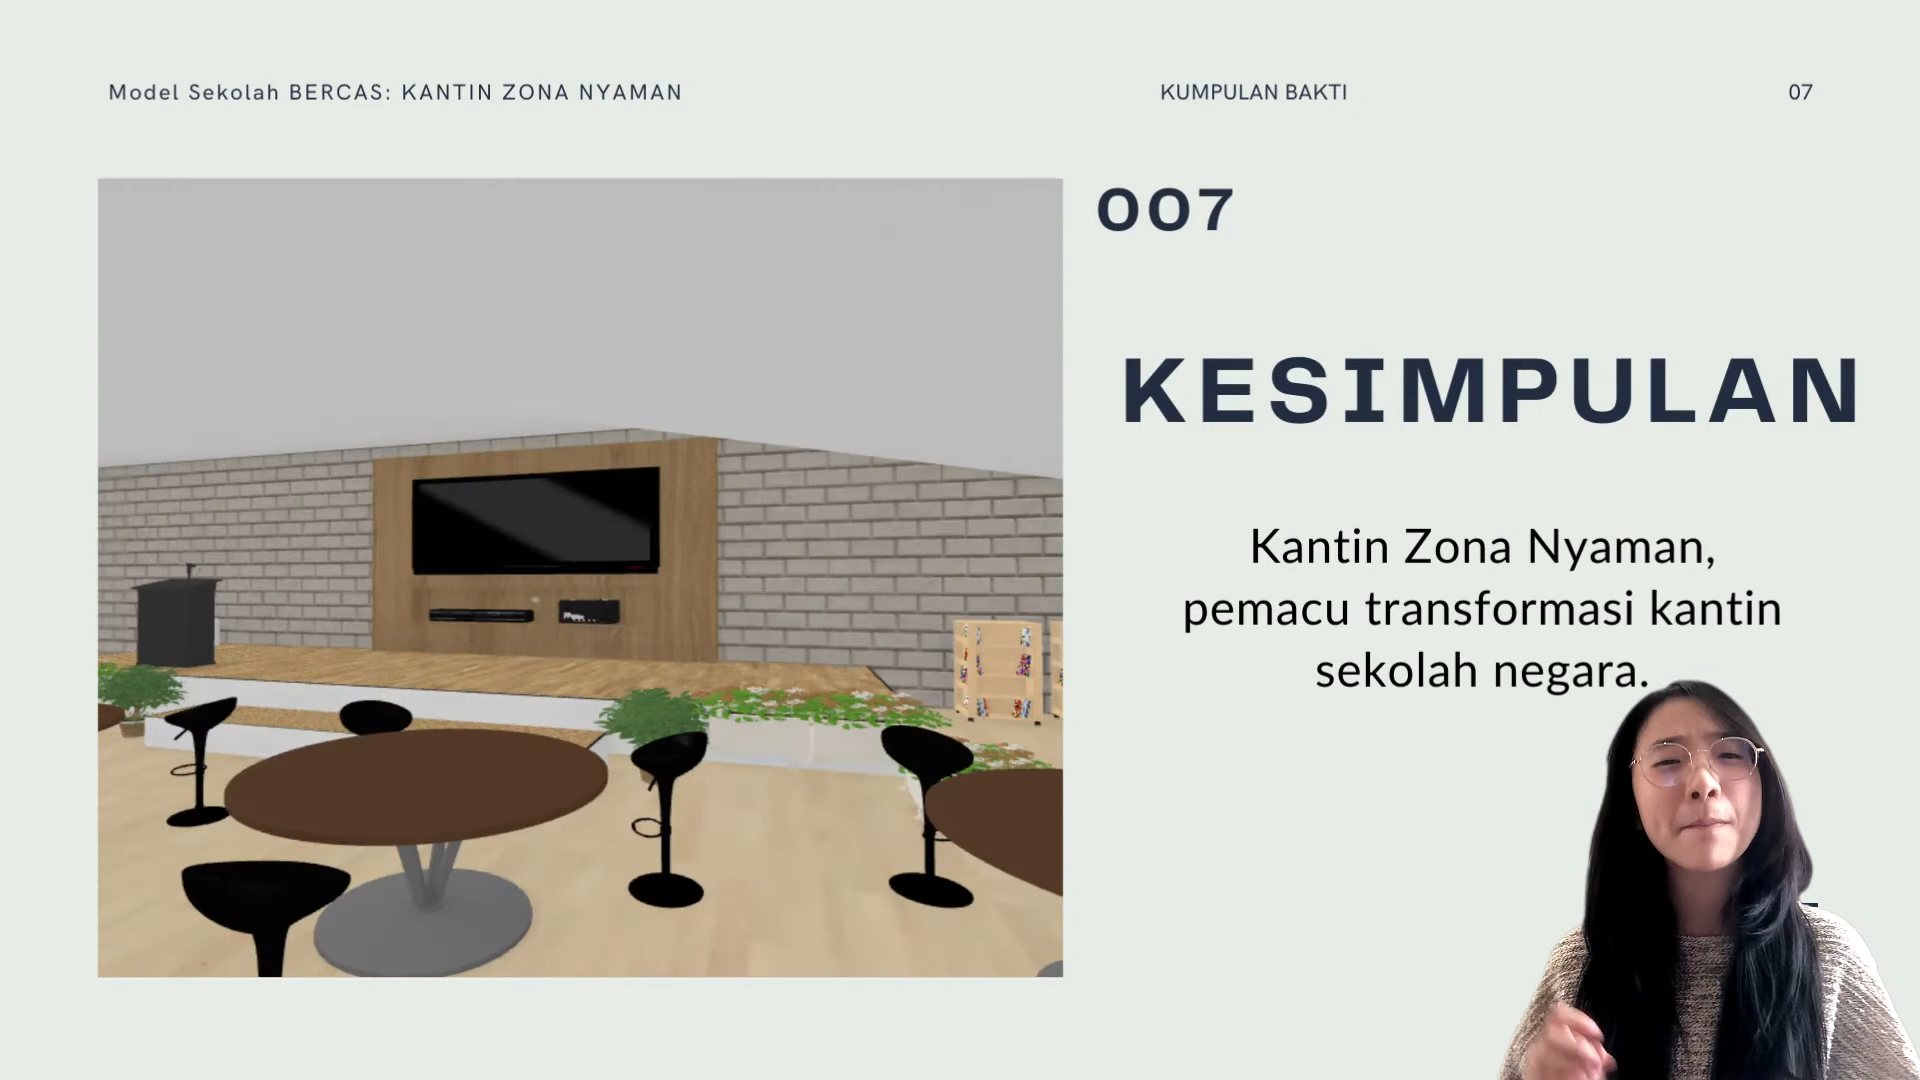 Model Sekolah BERCAS: KANTIN ZONA NYAMAN
KUMPULAN BAKTI
07
007
KESIMPULAN
Kantin Zona Nyaman,
pemacu transformasi kantin
sekolah negara.